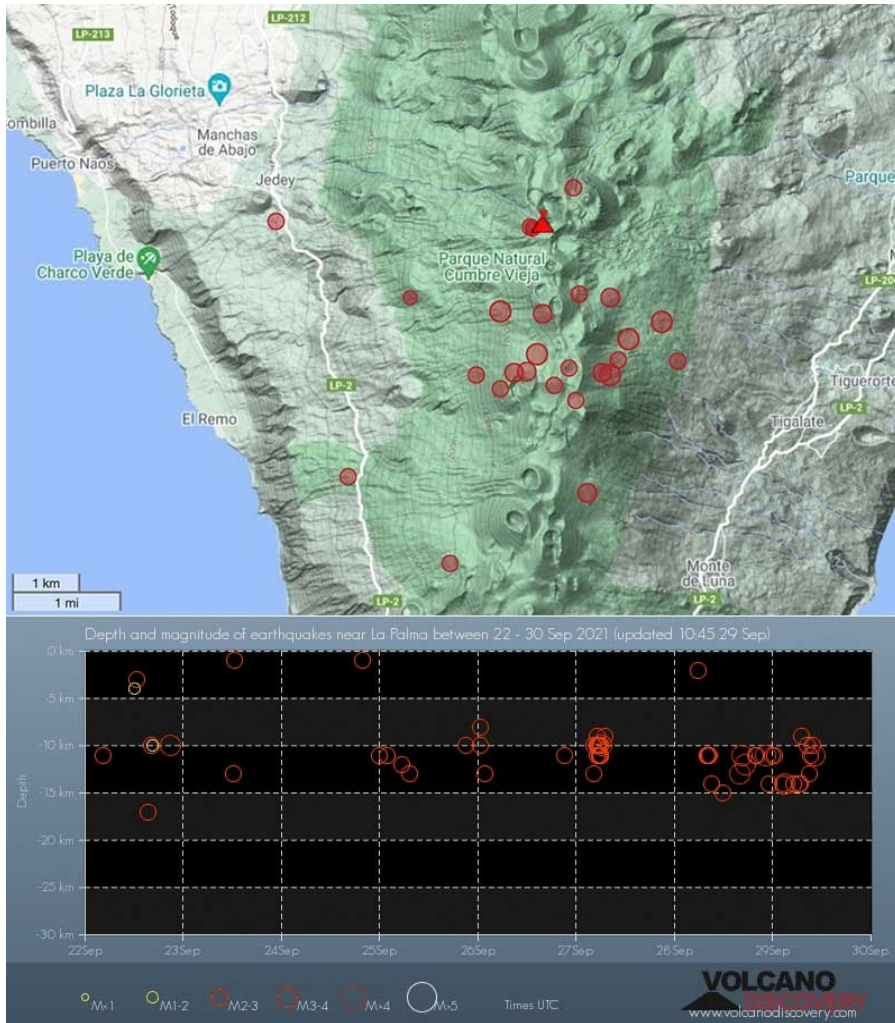 LP-213
Todoque
LP-212
Plaza La Glorieta
Manchas
de Abajo
ombilla
Puerto Naos
Jedey
Parque
Parque Natural
Cumbre Vieja
Playa de
Charco Verde
LP-206
LP-2
Tiguerorte
LP-2
El Remo
Tigalate
Monte
de Luna
1 km
1 mi
LP-2
LP-2
Depth and magnitude of earthquakes near La Palma between 22 - 30 Sep 2021 (updated 10:45 29 Sep)
0 km
-5 km
-10 km
-15 km
-20 km
-25 km
-30 km
Depth
22Sep 23Sep 24Sep 25Sep 26Sep 27Sep 28Sep 29Sep 30Sep
M<1 M1-2 M2-3 M3-4 M>4 M>5 Times UTC
VOLCANO
DISCOVERY
www.volcanodiscovery.com